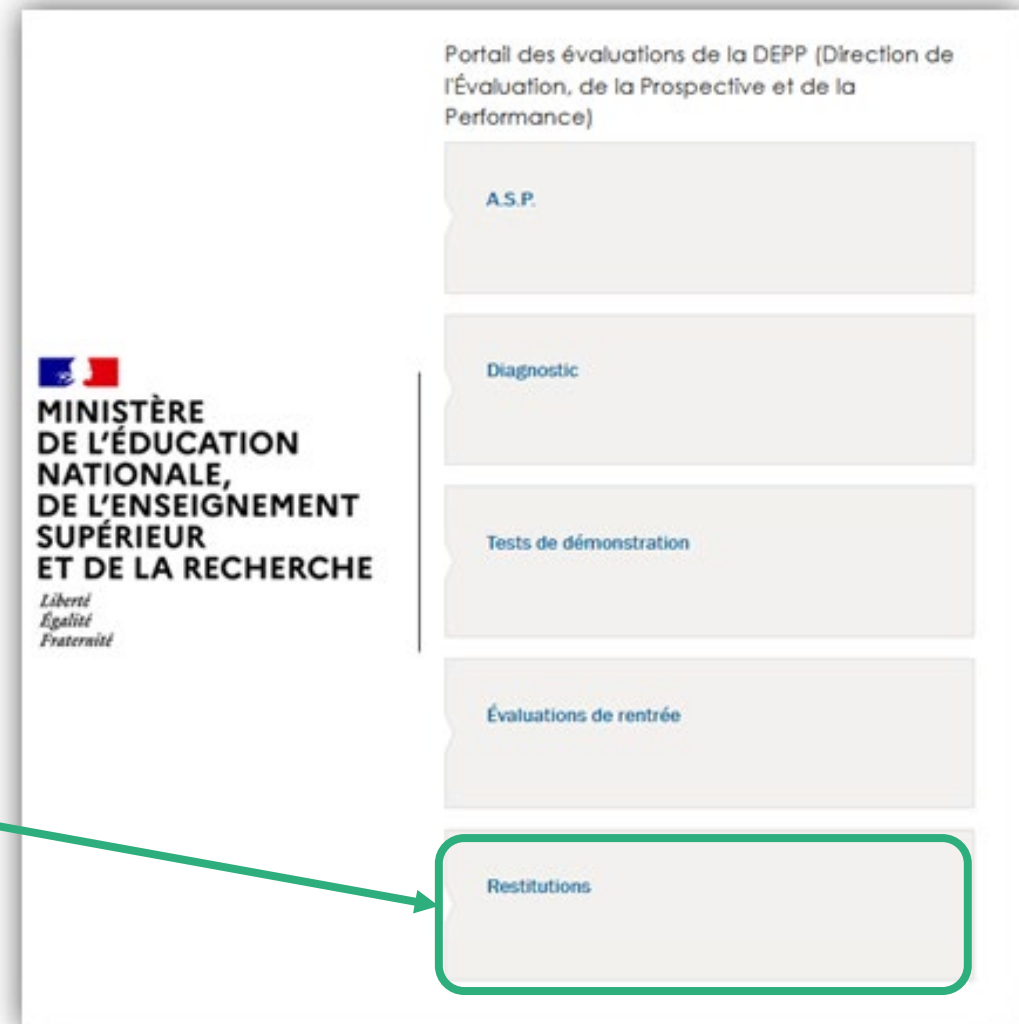 Portail des évaluations de la DEPP (Direction de
l'Évaluation, de la Prospective et de la
Performance)
A.S.P.
Diagnostic
MINISTÈRE
DE L'ÉDUCATION
NATIONALE,
DE L'ENSEIGNEMENT
SUPÉRIEUR
ET DE LA RECHERCHE
Liberté
Égalité
Fraternité
Tests de démonstration
Évaluations de rentrée
Restitutions